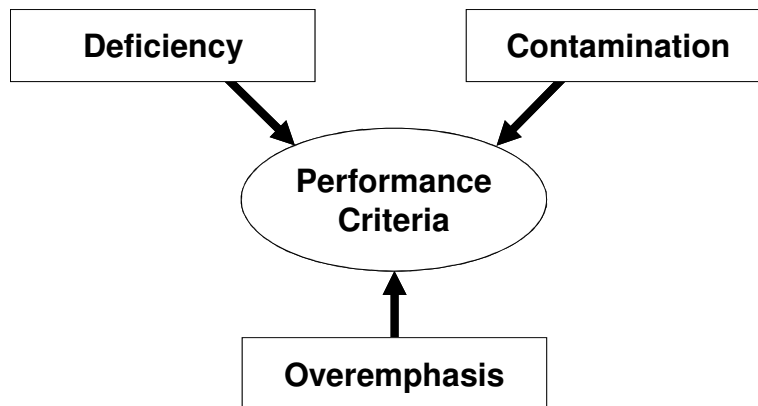 Deficiency
Contamination
Performance
Criteria
Overemphasis